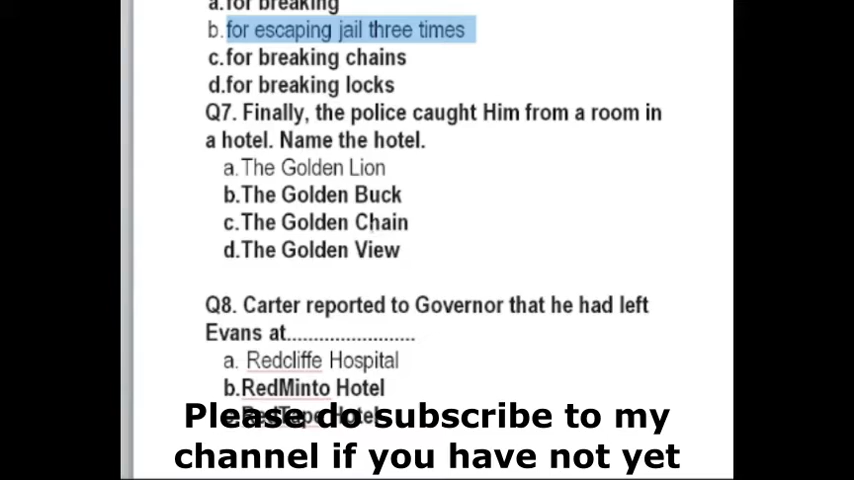 a.for breaking
b.for escaping jail three times
c.for breaking chains
d.for breaking locks
Q7. Finally, the police caught Him from a room in
a hotel. Name the hotel.
a.The Golden Lion
b.The Golden Buck
c.The Golden Chain
d.The Golden View
Q8. Carter reported to Governor that he had left
Evans at.......................
a. Redcliffe Hospital
b.RedMinto Hotel
c.RedTape Hotel
Please do subscribe to my
channel if you have not yet